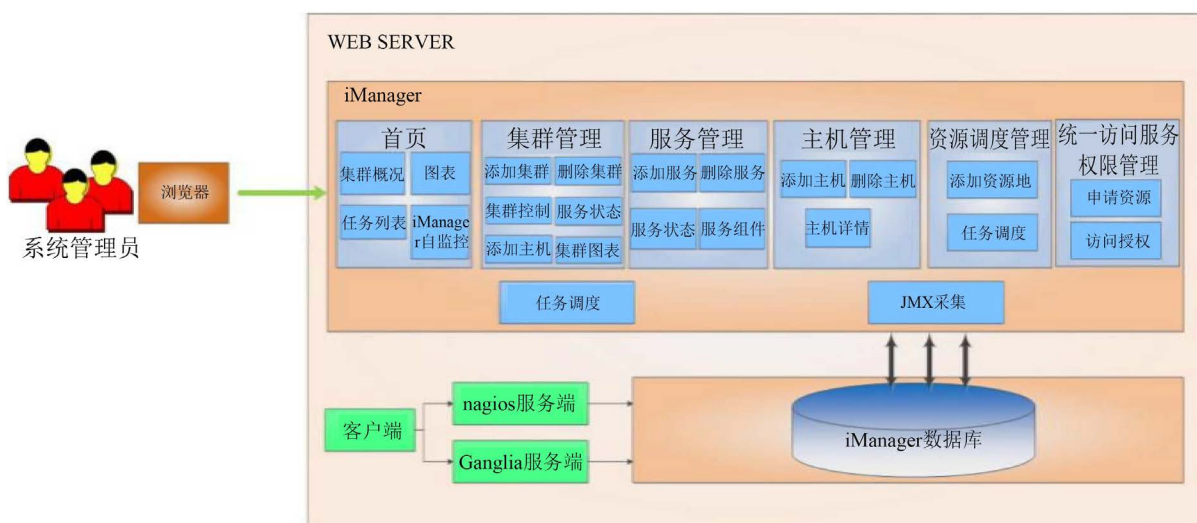 WEB SERVER
iManager
首页
集群概况
图表
任务列表
iManage
r自监控
集群管理
添加集群
删除集群
集群控制
服务状态
添加主机
集群图表
服务管理
添加服务
删除服务
服务状态
服务组件
主机管理
添加主机
删除主机
主机详情
资源调度管理
添加资源地
任务调度
统一访问服务
权限管理
申请资源
访问授权
浏览器
系统管理员
任务调度
JMX采集
客户端
nagios服务端
Ganglia服务端
iManager数据库